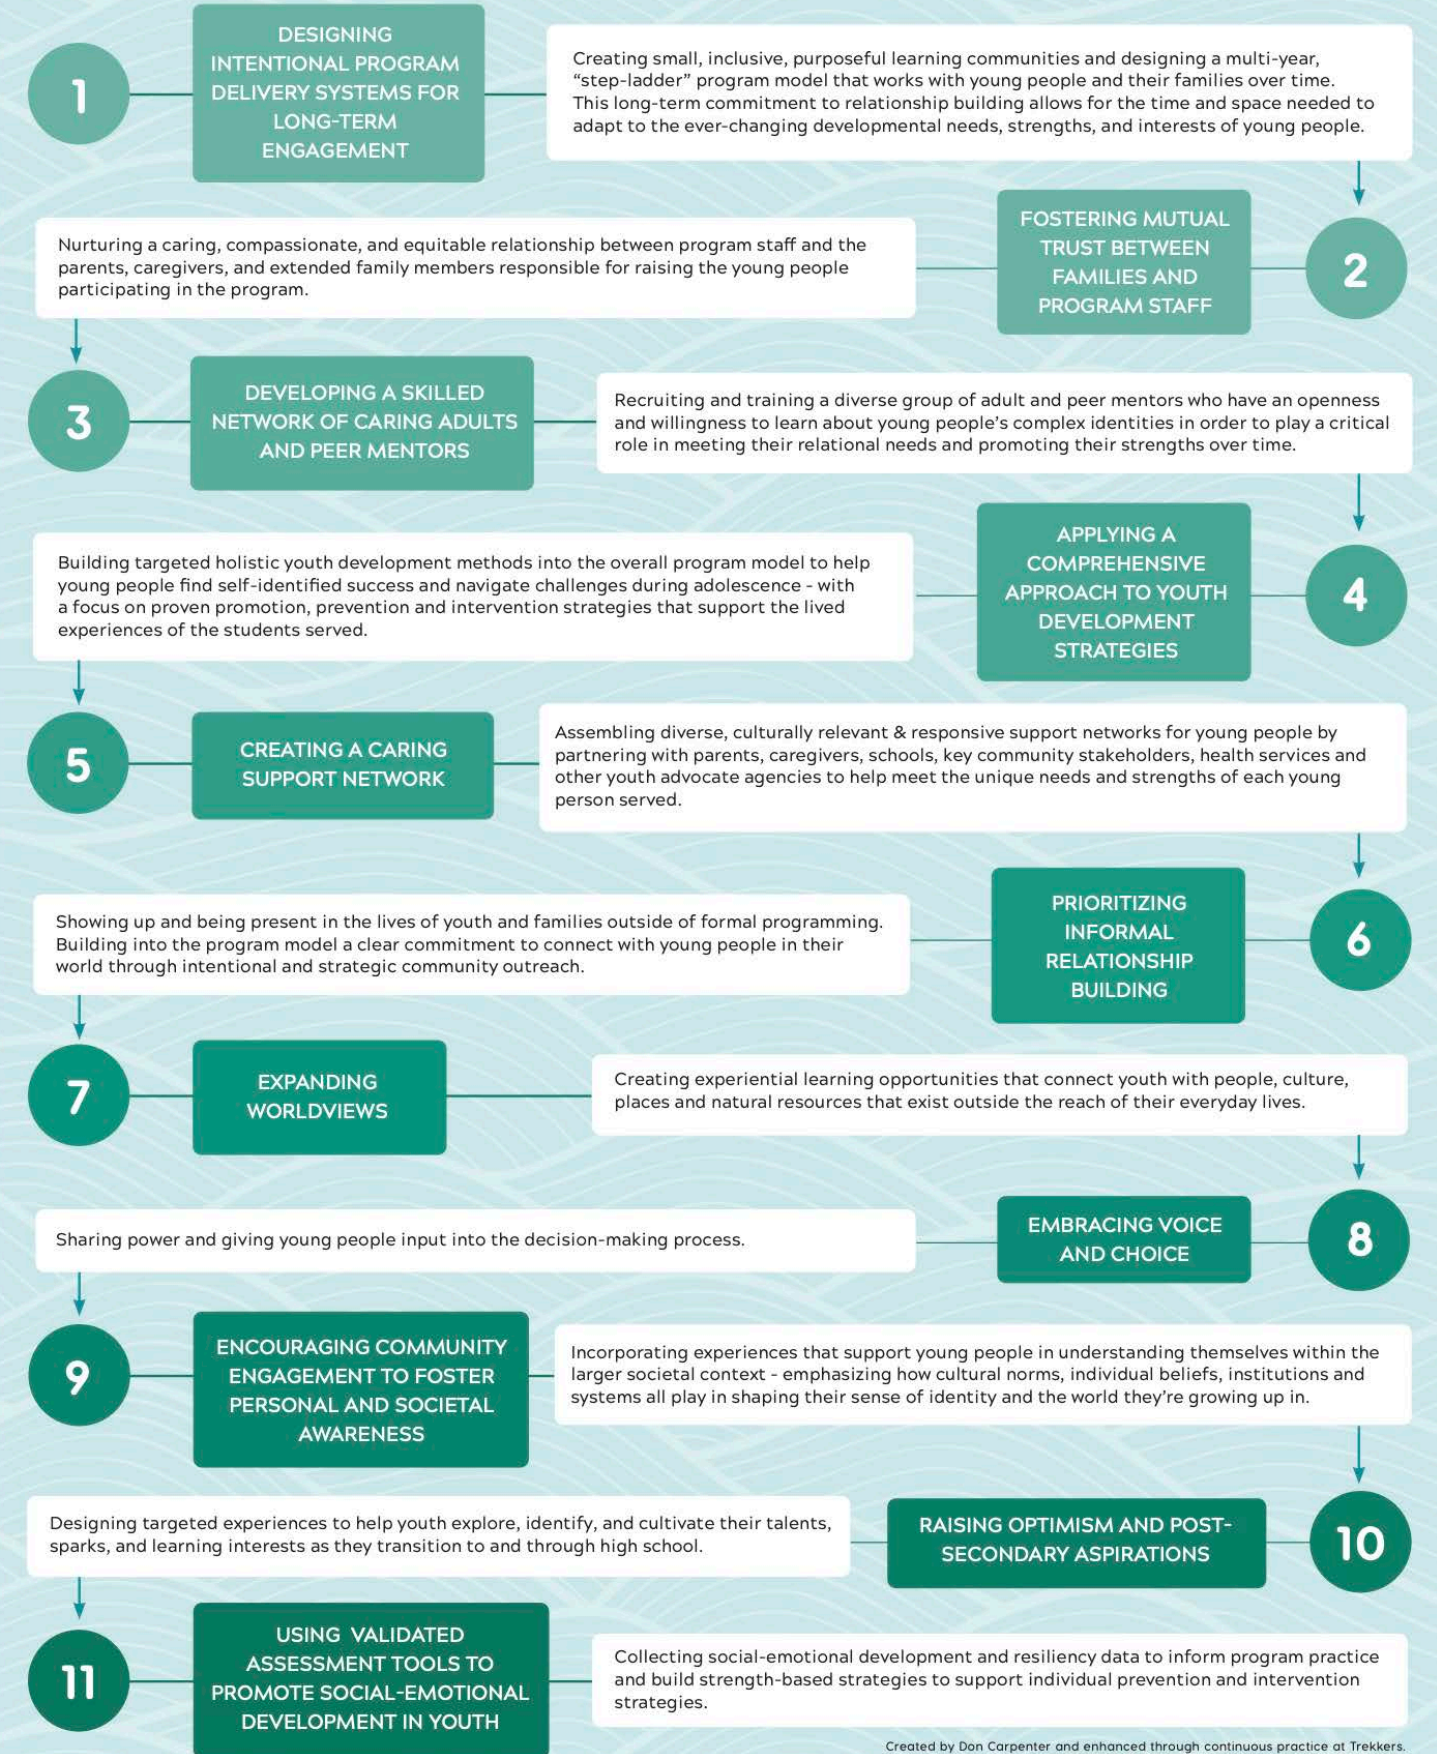 1
DESIGNING
INTENTIONAL PROGRAM
DELIVERY SYSTEMS FOR
LONG-TERM
ENGAGEMENT
Creating small, inclusive, purposeful learning communities and designing a multi-year,
“step-ladder” program model that works with young people and their families over time.
This long-term commitment to relationship building allows for the time and space needed to
adapt to the ever-changing developmental needs, strengths, and interests of young people.
2
FOSTERING MUTUAL
TRUST BETWEEN
FAMILIES AND
PROGRAM STAFF
Nurturing a caring, compassionate, and equitable relationship between program staff and the
parents, caregivers, and extended family members responsible for raising the young people
participating in the program.
3
DEVELOPING A SKILLED
NETWORK OF CARING ADULTS
AND PEER MENTORS
Recruiting and training a diverse group of adult and peer mentors who have an openness
and willingness to learn about young people’s complex identities in order to play a critical
role in meeting their relational needs and promoting their strengths over time.
4
APPLYING A
COMPREHENSIVE
APPROACH TO YOUTH
DEVELOPMENT
STRATEGIES
Building targeted holistic youth development methods into the overall program model to help
young people find self-identified success and navigate challenges during adolescence - with
a focus on proven promotion, prevention and intervention strategies that support the lived
experiences of the students served.
5
CREATING A CARING
SUPPORT NETWORK
Assembling diverse, culturally relevant & responsive support networks for young people by
partnering with parents, caregivers, schools, key community stakeholders, health services and
other youth advocate agencies to help meet the unique needs and strengths of each young
person served.
6
PRIORITIZING
INFORMAL
RELATIONSHIP
BUILDING
Showing up and being present in the lives of youth and families outside of formal programming.
Building into the program model a clear commitment to connect with young people in their
world through intentional and strategic community outreach.
7
EXPANDING
WORLDVIEWS
Creating experiential learning opportunities that connect youth with people, culture,
places and natural resources that exist outside the reach of their everyday lives.
8
EMBRACING VOICE
AND CHOICE
Sharing power and giving young people input into the decision-making process.
9
ENCOURAGING COMMUNITY
ENGAGEMENT TO FOSTER
PERSONAL AND SOCIETAL
AWARENESS
Incorporating experiences that support young people in understanding themselves within the
larger societal context - emphasizing how cultural norms, individual beliefs, institutions and
systems all play in shaping their sense of identity and the world they’re growing up in.
10
RAISING OPTIMISM AND POST-
SECONDARY ASPIRATIONS
Designing targeted experiences to help youth explore, identify, and cultivate their talents,
sparks, and learning interests as they transition to and through high school.
11
USING VALIDATED
ASSESSMENT TOOLS TO
PROMOTE SOCIAL-EMOTIONAL
DEVELOPMENT IN YOUTH
Collecting social-emotional development and resiliency data to inform program practice
and build strength-based strategies to support individual prevention and intervention
strategies.
Created by Don Carpenter and enhanced through continuous practice at Trekkers.